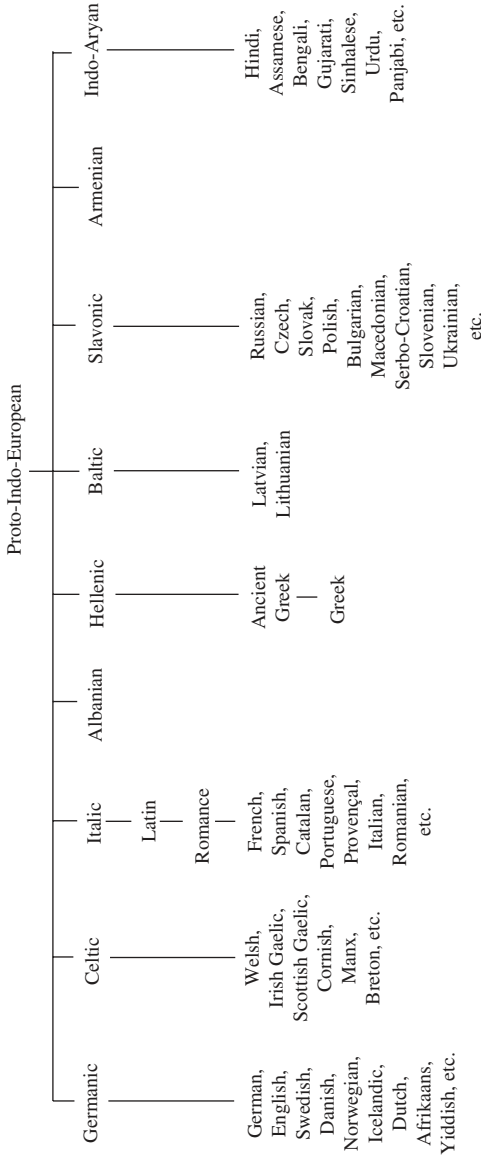 Proto-Indo-European
Germanic
Celtic
Italic
Albanian
Hellenic
Baltic
Slavonic
Armenian
Indo-Aryan
Latin
Romance
German,
English,
Swedish,
Danish,
Norwegian,
Icelandic,
Dutch,
Afrikaans,
Yiddish, etc.
Welsh,
Irish Gaelic,
Scottish Gaelic,
Cornish,
Manx,
Breton, etc.
French,
Spanish,
Catalan,
Portuguese,
Provençal,
Italian,
Romanian,
etc.
Ancient
Greek
Greek
Latvian,
Lithuanian
Russian,
Czech,
Slovak,
Polish,
Bulgarian,
Macedonian,
Serbo-Croatian,
Slovenian,
Ukrainian,
etc.
Hindi,
Assamese,
Bengali,
Gujarati,
Sinhalese,
Urdu,
Panjabi, etc.